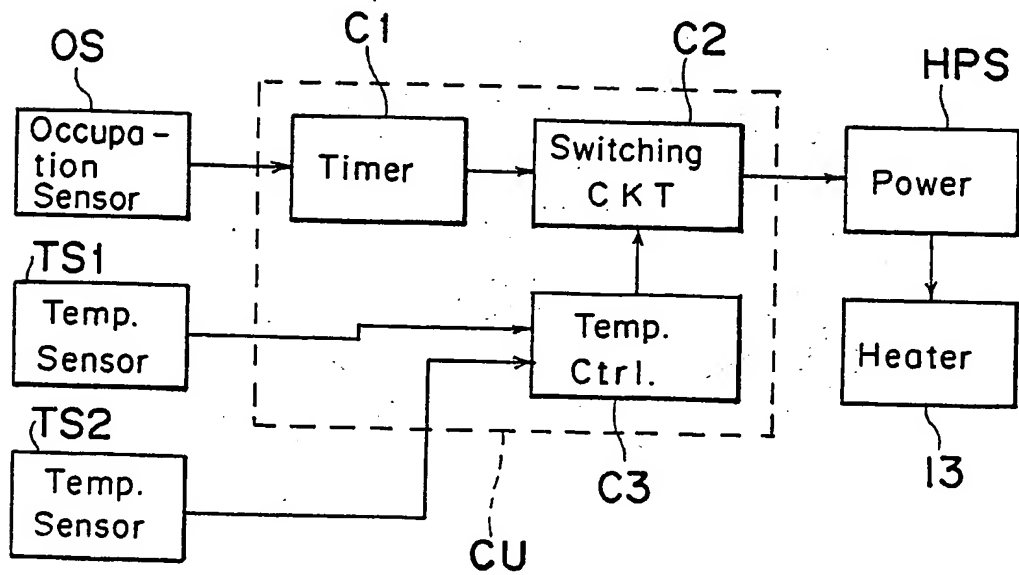 OS
C1
C2
HPS
Occupa-
tion
Sensor
Timer
Switching
CKT
Power
TS1
Temp.
Sensor
Temp.
Ctrl.
Heater
TS2
Temp.
Sensor
CU
C3
13